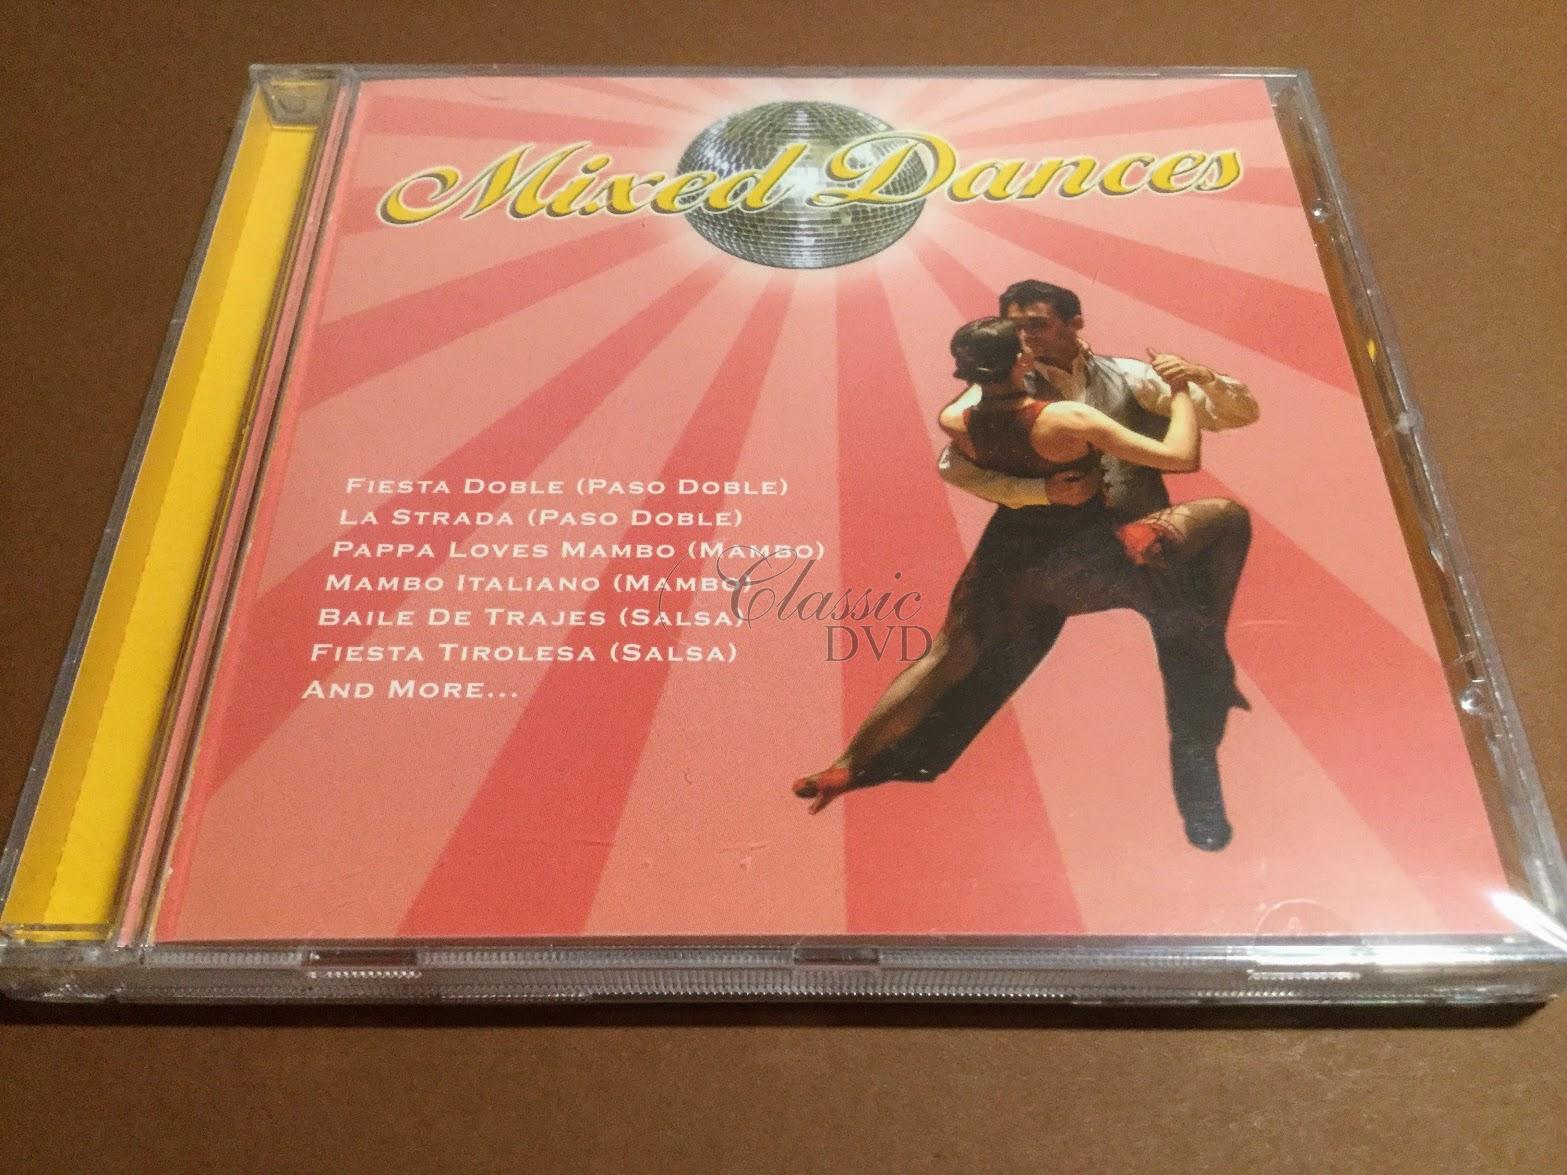 Mixed Dances
FIESTA DOBLE (PASO DOBLE)
LA STRADA (PASO DOBLE)
PAPPA LOVES MAMBO (MAMBO)
MAMBO ITALIANO (MAMBO)
BAILE DE TRAJES (SALSA)
FIESTA TIROLESA (SALSA)
AND MORE...
Classic
DVD